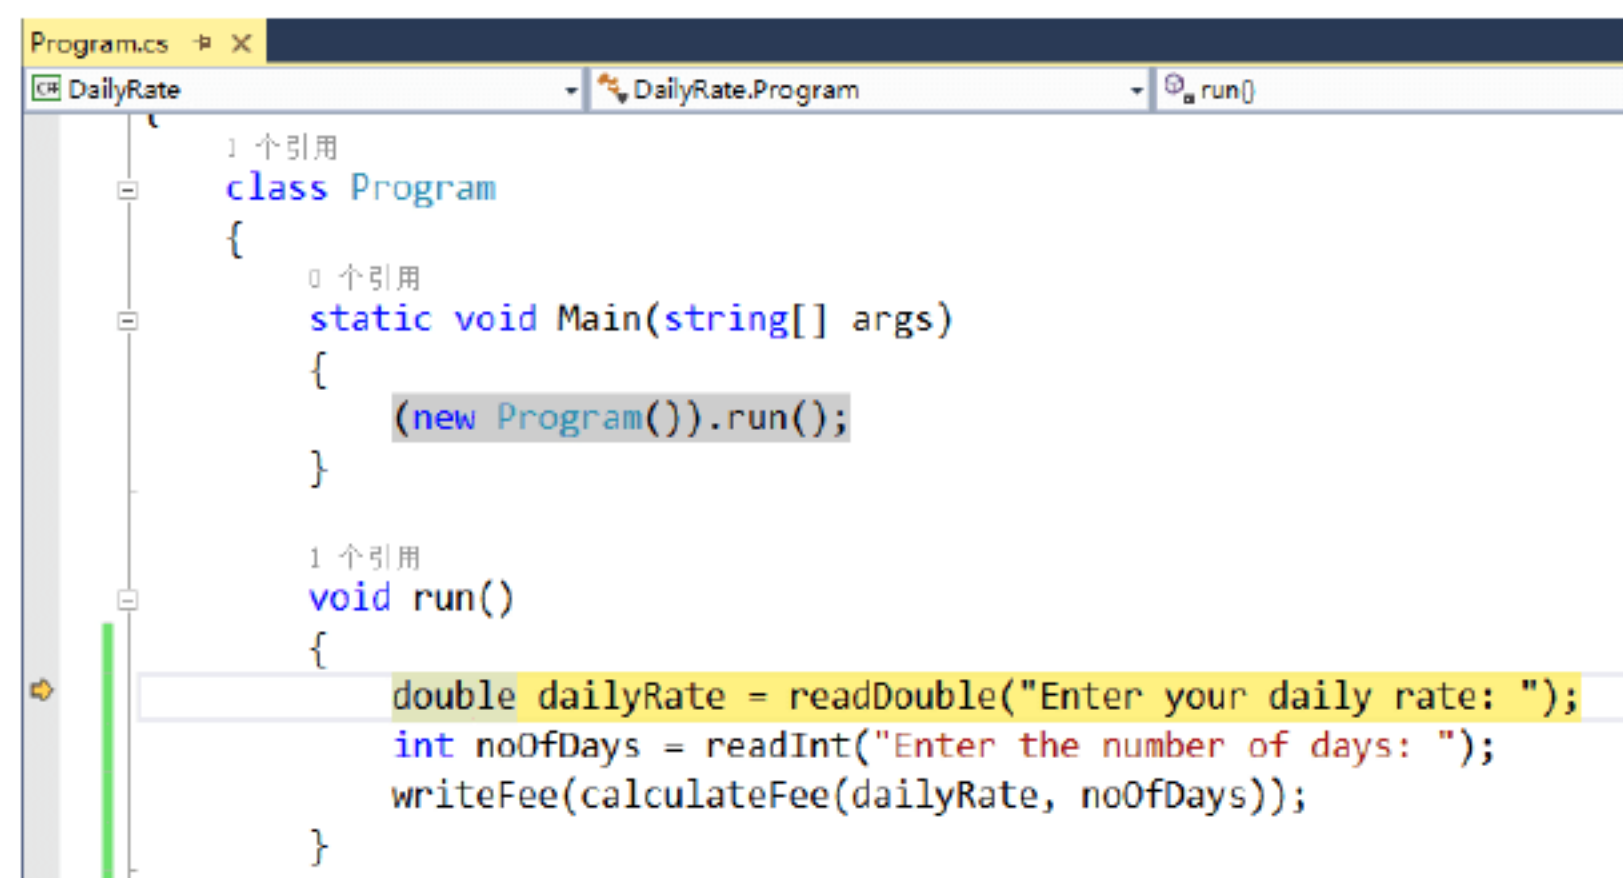 Program.cs
DailyRate DailyRate.Program run()
{
1 个引用
class Program
{
0 个引用
static void Main(string[] args)
{
(new Program()).run();
}
1 个引用
void run()
{
double dailyRate = readDouble("Enter your daily rate: ");
int noOfDays = readInt("Enter the number of days: ");
writeFee(calculateFee(dailyRate, noOfDays));
}